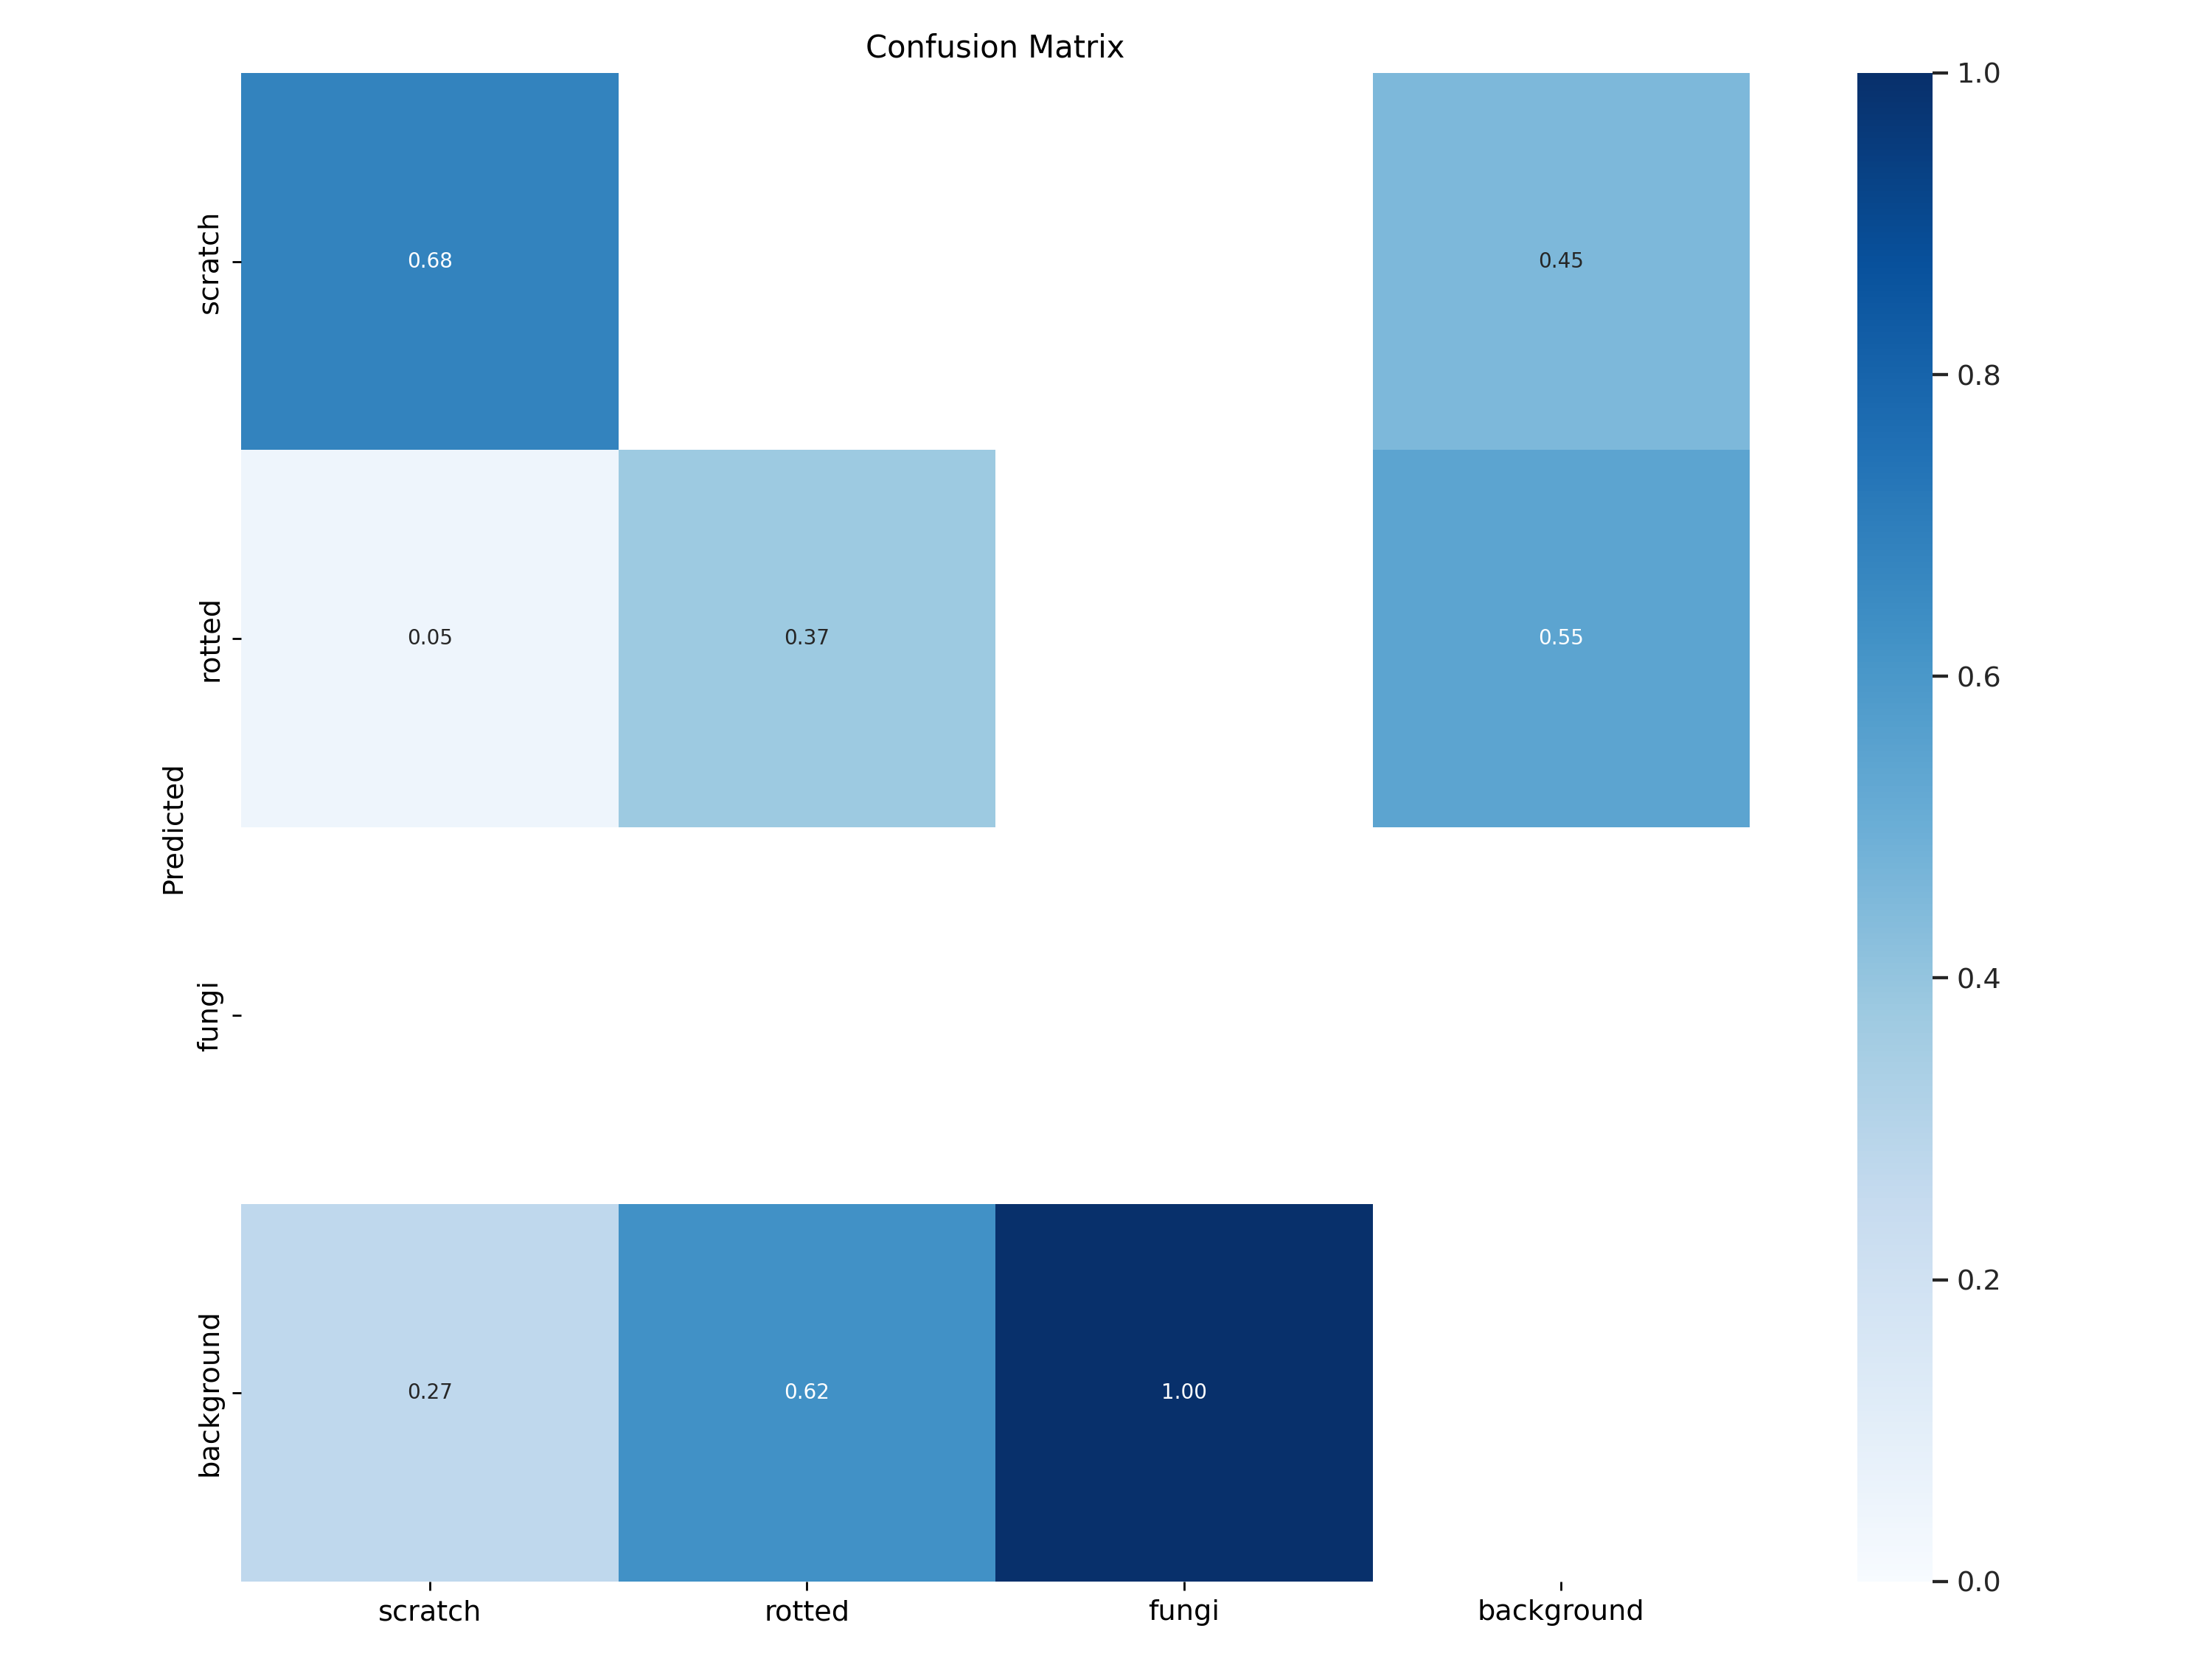 Confusion Matrix
1.0
scratch
0.68
0.45
0.8
rotted
0.05
0.37
0.55
0.6
Predicted
fungi
0.4
background
0.27
0.62
1.00
0.2
0.0
scratch
rotted
fungi
background